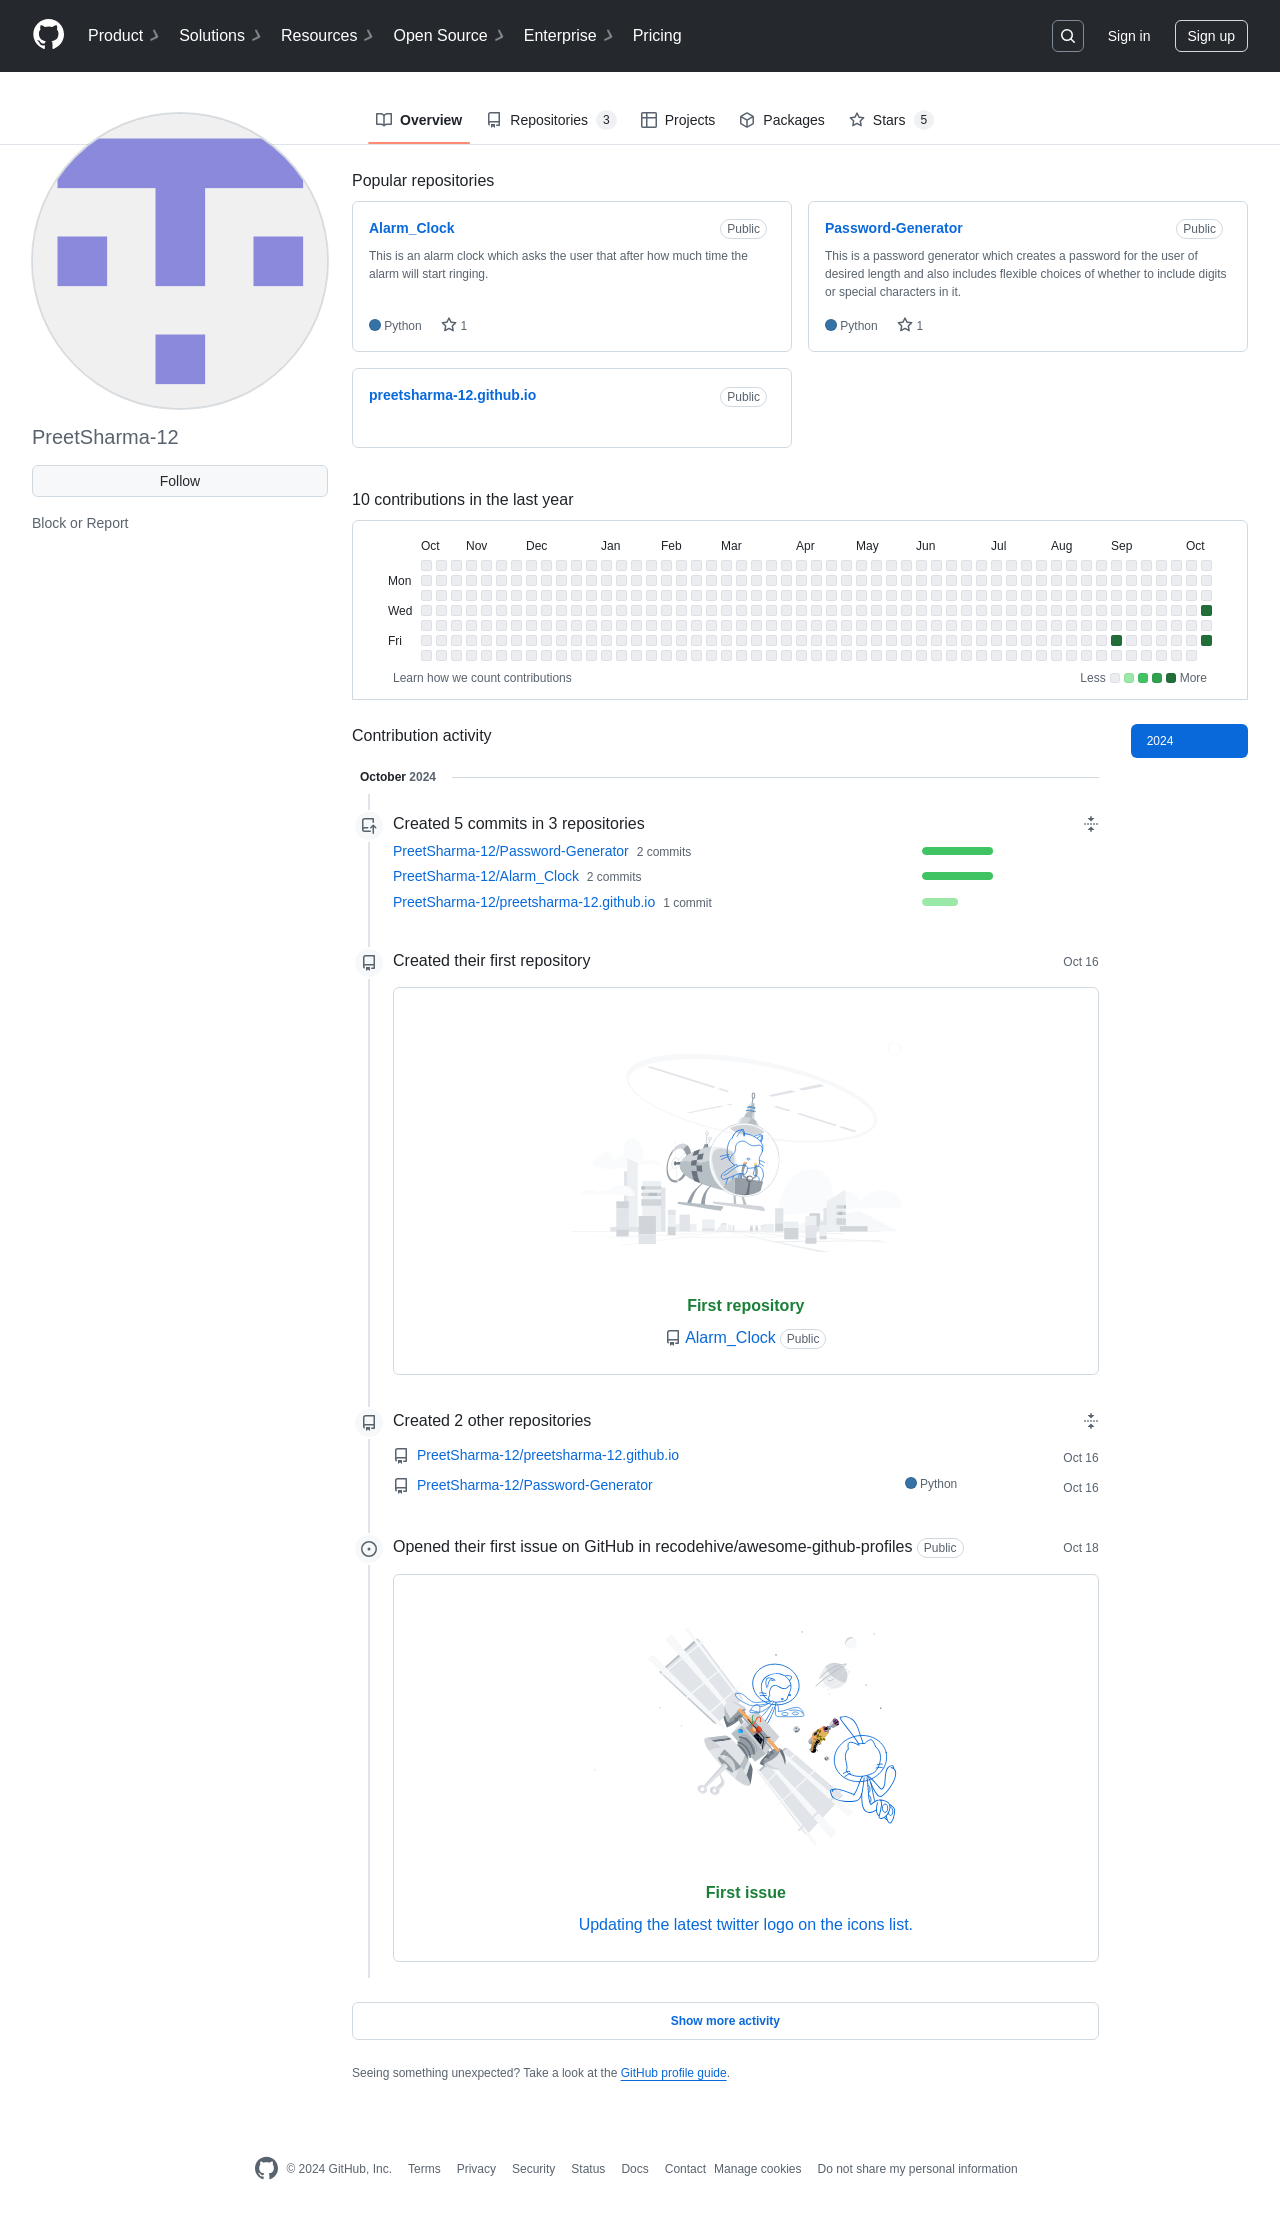 Product Solutions Resources Open Source Enterprise Pricing Sign in Sign up
Overview Repositories 3 Projects Packages Stars 5
PreetSharma-12
Follow
Block or Report
Popular repositories
Alarm_Clock Public
This is an alarm clock which asks the user that after how much time the
alarm will start ringing.
Python 1
Password-Generator Public
This is a password generator which creates a password for the user of
desired length and also includes flexible choices of whether to include digits
or special characters in it.
Python 1
preetsharma-12.github.io Public
10 contributions in the last year
Oct Nov Dec Jan Feb Mar Apr May Jun Jul Aug Sep Oct
Mon
Wed
Fri
Learn how we count contributions Less More
Contribution activity
2024
October 2024
Created 5 commits in 3 repositories
PreetSharma-12/Password-Generator 2 commits
PreetSharma-12/Alarm_Clock 2 commits
PreetSharma-12/preetsharma-12.github.io 1 commit
Created their first repository Oct 16
First repository
Alarm_Clock Public
Created 2 other repositories
PreetSharma-12/preetsharma-12.github.io Oct 16
PreetSharma-12/Password-Generator Python Oct 16
Opened their first issue on GitHub in recodehive/awesome-github-profiles Public Oct 18
First issue
Updating the latest twitter logo on the icons list.
Show more activity
Seeing something unexpected? Take a look at the GitHub profile guide.
© 2024 GitHub, Inc. Terms Privacy Security Status Docs Contact Manage cookies Do not share my personal information